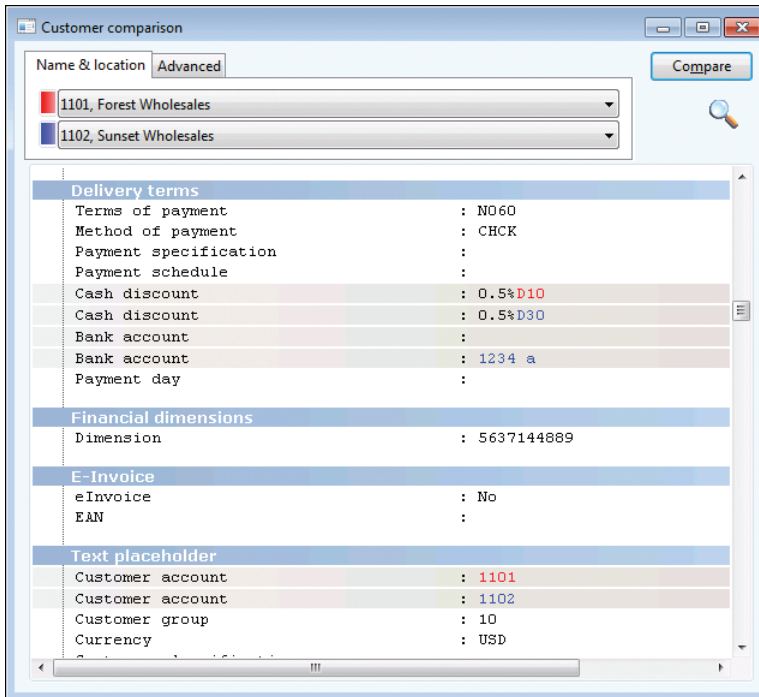 Customer comparison
Name & location Advanced
Compare
1101, Forest Wholesales
1102, Sunset Wholesales
Delivery terms
Terms of payment : N060
Method of payment : CHCK
Payment specification :
Payment schedule :
Cash discount : 0.5%D10
Cash discount : 0.5%D30
Bank account :
Bank account : 1234 a
Payment day :
Financial dimensions
Dimension : 5637144889
E-Invoice
eInvoice : No
EAN :
Text placeholder
Customer account : 1101
Customer account : 1102
Customer group : 10
Currency : USD